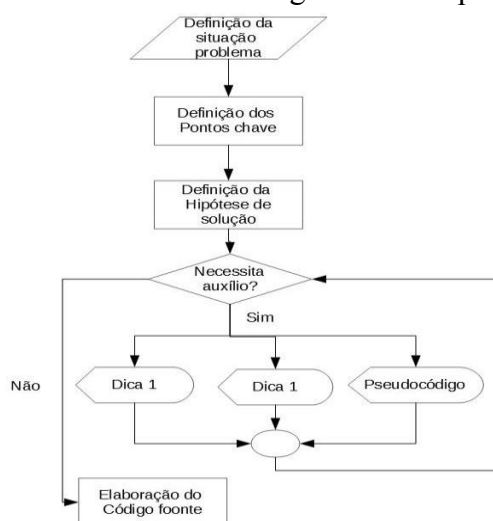 Definição da
situação
problema
Definição dos
Pontos chave
Definição da
Hipótese de
solução
Necessita
auxílio?
Sim
Não
Dica 1
Dica 1
Pseudocódigo
Elaboração do
Código foonte